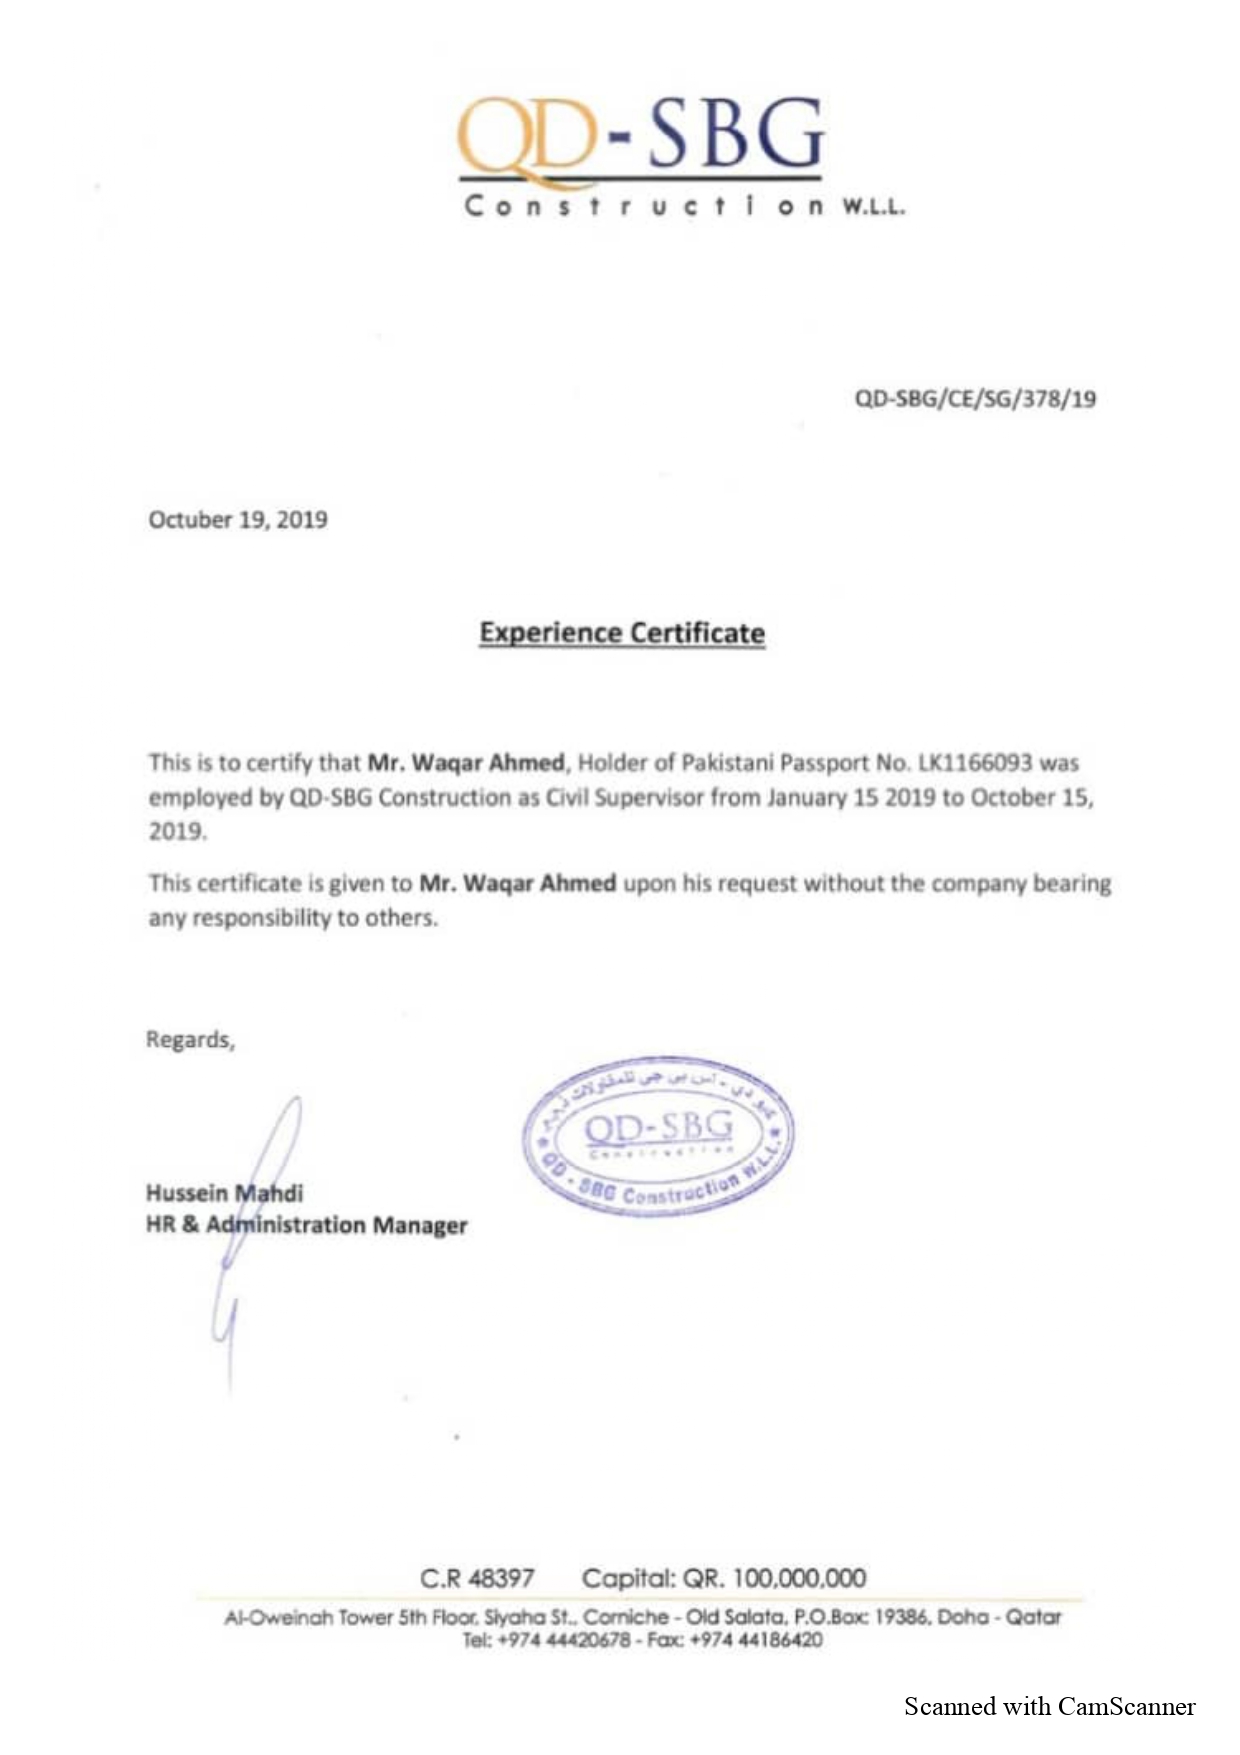 QD-SBG
Construction W.L.L.
QD-SBG/CE/SG/378/19
Octuber 19, 2019
Experience Certificate
This is to certify that Mr. Waqar Ahmed, Holder of Pakistani Passport No. LK1166093 was
employed by QD-SBG Construction as Civil Supervisor from January 15 2019 to October 15,
2019.
This certificate is given to Mr. Waqar Ahmed upon his request without the company bearing
any responsibility to others.
Regards,
كيو دي - اس بي جي للمقاولات ذ.م.م
QD-SBG
Construction
QD - SBG Construction W.L.L.
Hussein Mahdi
HR & Administration Manager
C.R 48397 Capital: QR. 100,000,000
Al-Oweinah Tower 5th Floor, Siyaha St., Corniche - Old Salata, P.O.Box: 19386, Doha - Qatar
Tel: +974 44420678 - Fax: +974 44186420
Scanned with CamScanner